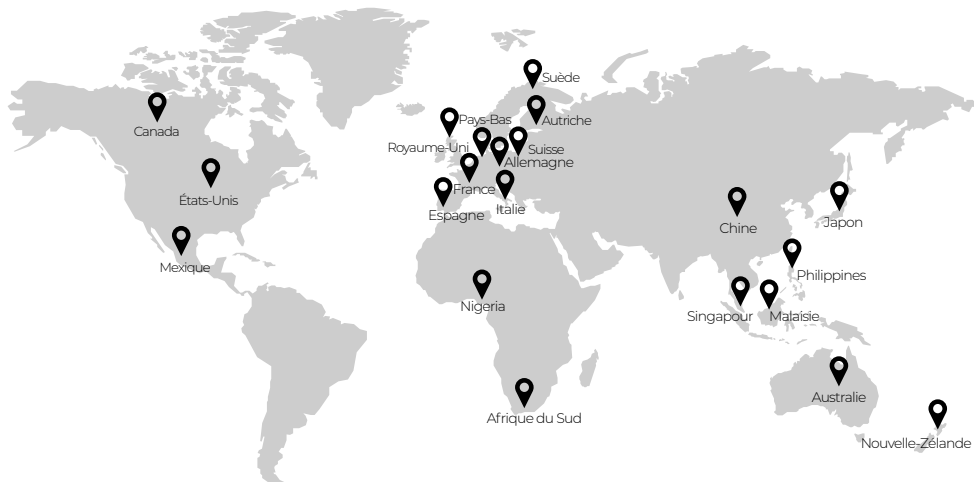 Suède
Canada
Pays-Bas
Autriche
Royaume-Uni
Suisse
Allemagne
France
États-Unis
Italie
Espagne
Chine
Japon
Mexique
Philippines
Nigeria
Singapour
Malaisie
Australie
Afrique du Sud
Nouvelle-Zélande